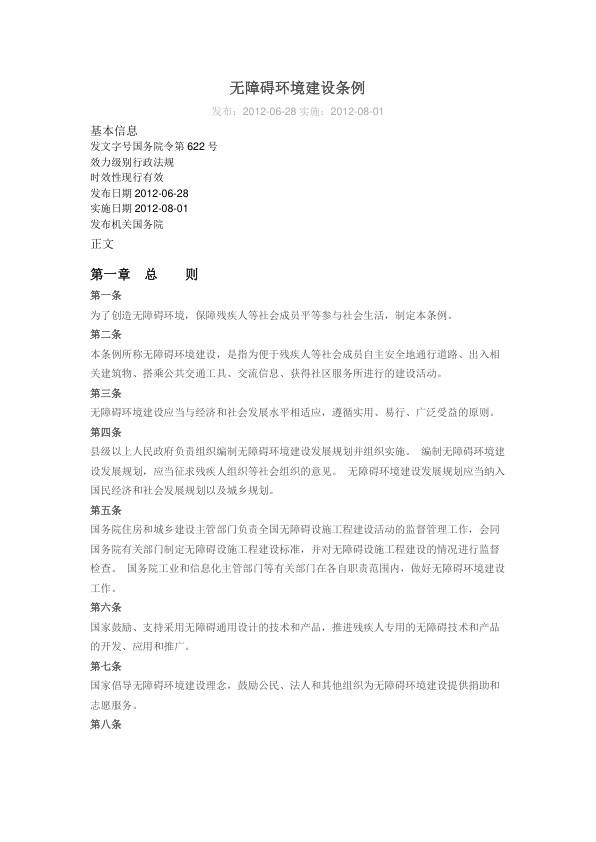 无障碍环境建设条例
发布：2012-06-28 实施：2012-08-01
基本信息
发文字号国务院令第 622 号
效力级别行政法规
时效性现行有效
发布日期 2012-06-28
实施日期 2012-08-01
发布机关国务院
正文
第一章 总 则
第一条
为了创造无障碍环境，保障残疾人等社会成员平等参与社会生活，制定本条例。
第二条
本条例所称无障碍环境建设，是指为便于残疾人等社会成员自主安全地通行道路、出入相
关建筑物、搭乘公共交通工具、交流信息、获得社区服务所进行的建设活动。
第三条
无障碍环境建设应当与经济和社会发展水平相适应，遵循实用、易行、广泛受益的原则。
第四条
县级以上人民政府负责组织编制无障碍环境建设发展规划并组织实施。 编制无障碍环境建
设发展规划，应当征求残疾人组织等社会组织的意见。 无障碍环境建设发展规划应当纳入
国民经济和社会发展规划以及城乡规划。
第五条
国务院住房和城乡建设主管部门负责全国无障碍设施工程建设活动的监督管理工作，会同
国务院有关部门制定无障碍设施工程建设标准，并对无障碍设施工程建设的情况进行监督
检查。 国务院工业和信息化主管部门等有关部门在各自职责范围内，做好无障碍环境建设
工作。
第六条
国家鼓励、支持采用无障碍通用设计的技术和产品，推进残疾人专用的无障碍技术和产品
的开发、应用和推广。
第七条
国家倡导无障碍环境建设理念，鼓励公民、法人和其他组织为无障碍环境建设提供捐助和
志愿服务。
第八条